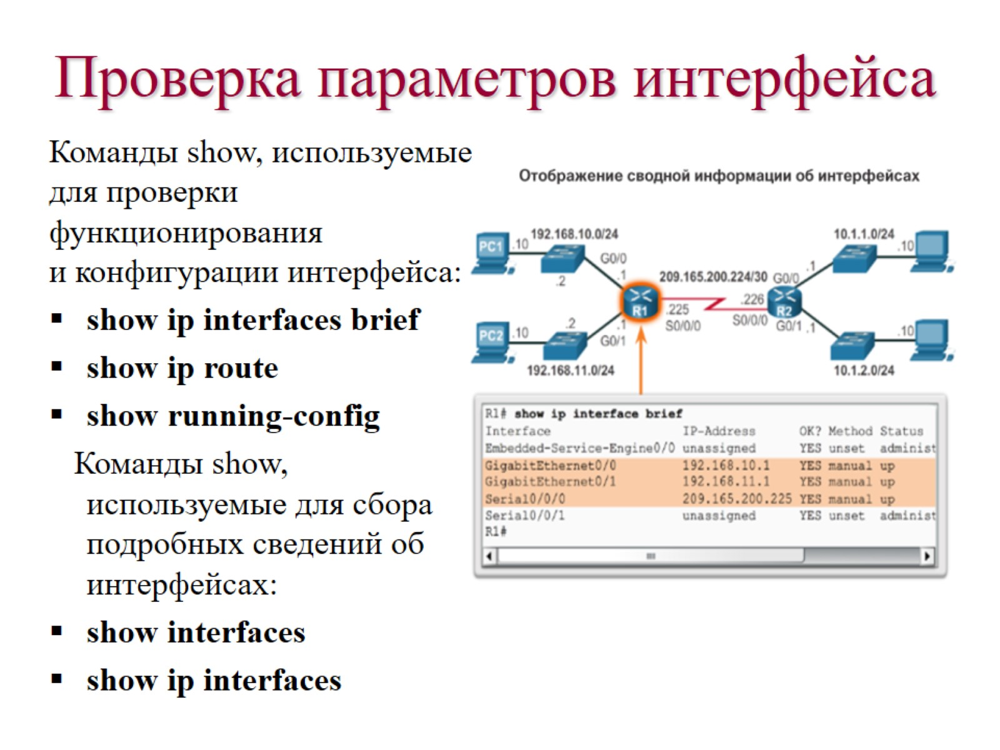 Проверка параметров интерфейса
Команды show, используемые
для проверки
функционирования
и конфигурации интерфейса:
▪ show ip interfaces brief
▪ show ip route
▪ show running-config
Команды show,
используемые для сбора
подробных сведений об
интерфейсах:
▪ show interfaces
▪ show ip interfaces
Отображение сводной информации об интерфейсах
192.168.10.0/24
10.1.1.0/24
PC1
.10
G0/0
.1
.2
209.165.200.224/30
G0/0
.1
.10
R1
.225
S0/0/0
.226
S0/0/0
R2
G0/1
.1
PC2
.10
.2
.1
G0/1
.10
192.168.11.0/24
10.1.2.0/24
R1# show ip interface brief
Interface IP-Address OK? Method Status
Embedded-Service-Engine0/0 unassigned YES unset administ
GigabitEthernet0/0 192.168.10.1 YES manual up
GigabitEthernet0/1 192.168.11.1 YES manual up
Serial0/0/0 209.165.200.225 YES manual up
Serial0/0/1 unassigned YES unset administ
R1#